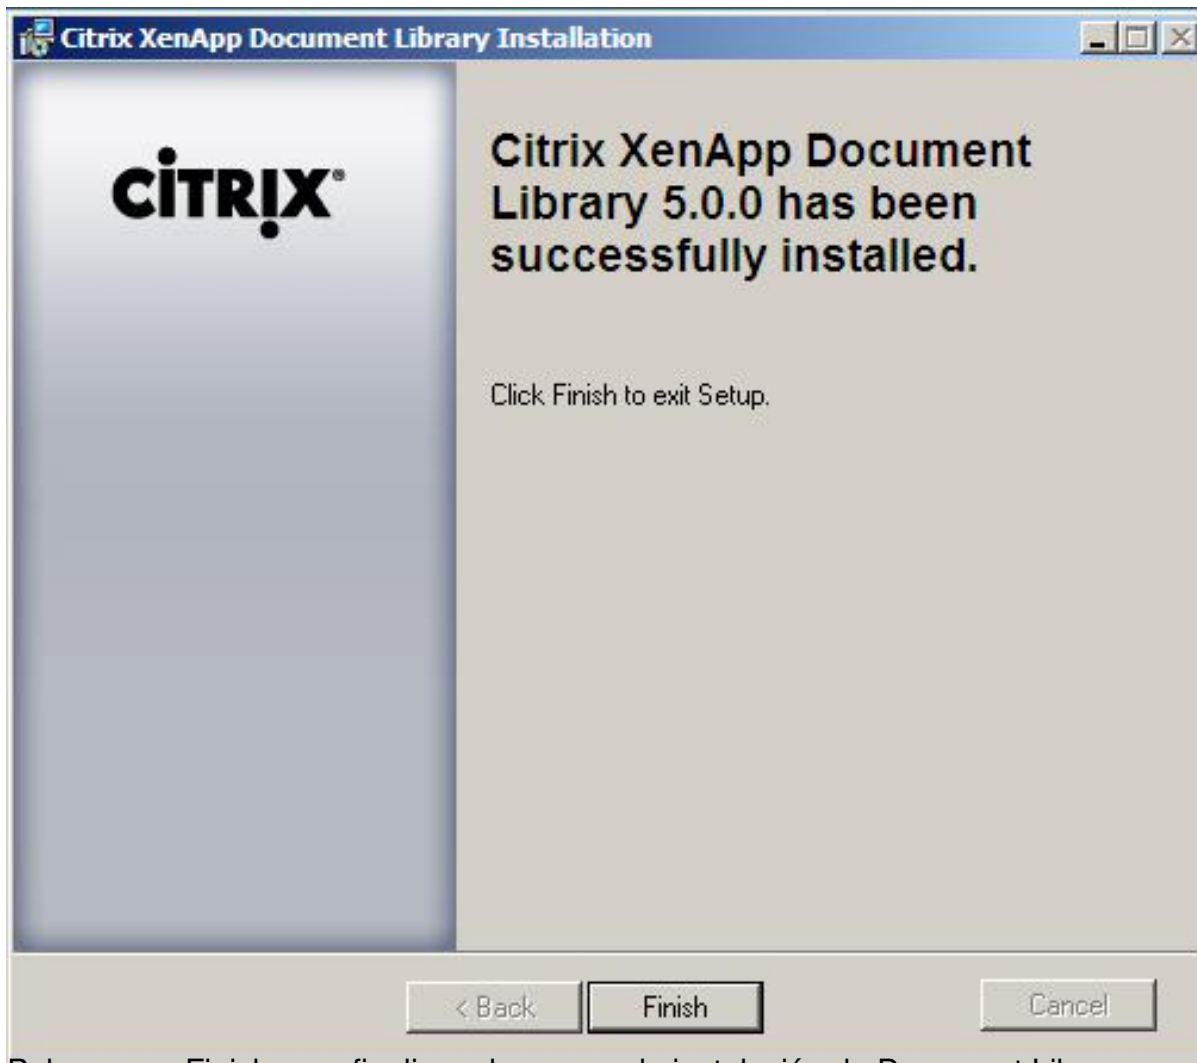 Citrix XenApp Document Library Installation
CITRIX®
Citrix XenApp Document
Library 5.0.0 has been
successfully installed.
Click Finish to exit Setup.
< Back
Finish
Cancel